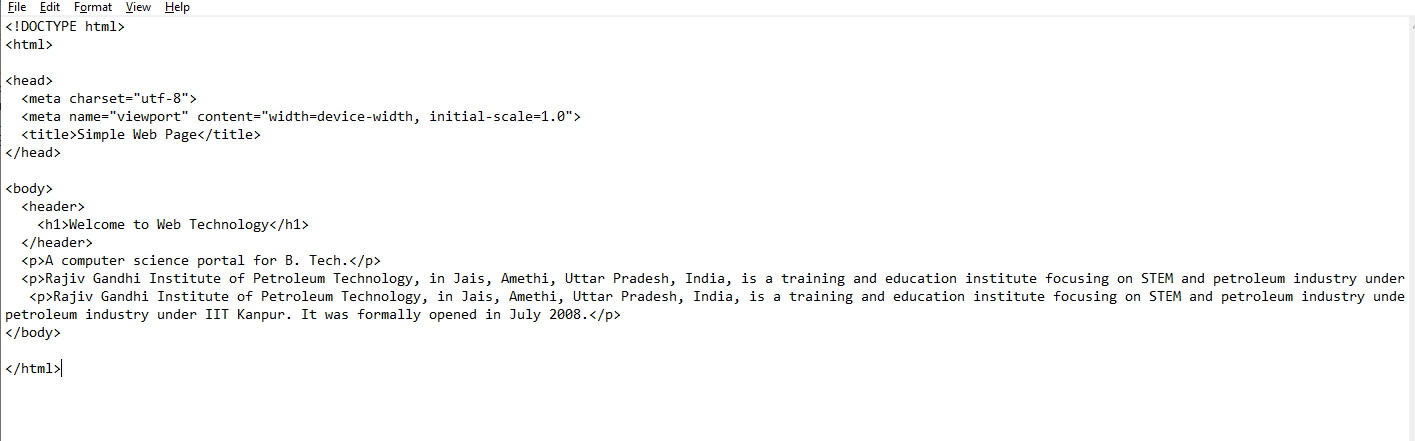 File Edit Format View Help
<!DOCTYPE html>
<html>
<head>
<meta charset="utf-8">
<meta name="viewport" content="width=device-width, initial-scale=1.0">
<title>Simple Web Page</title>
</head>
<body>
<header>
<h1>Welcome to Web Technology</h1>
</header>
<p>A computer science portal for B. Tech.</p>
<p>Rajiv Gandhi Institute of Petroleum Technology, in Jais, Amethi, Uttar Pradesh, India, is a training and education institute focusing on STEM and petroleum industry under
<p>Rajiv Gandhi Institute of Petroleum Technology, in Jais, Amethi, Uttar Pradesh, India, is a training and education institute focusing on STEM and petroleum industry unde
petroleum industry under IIT Kanpur. It was formally opened in July 2008.</p>
</body>
</html>